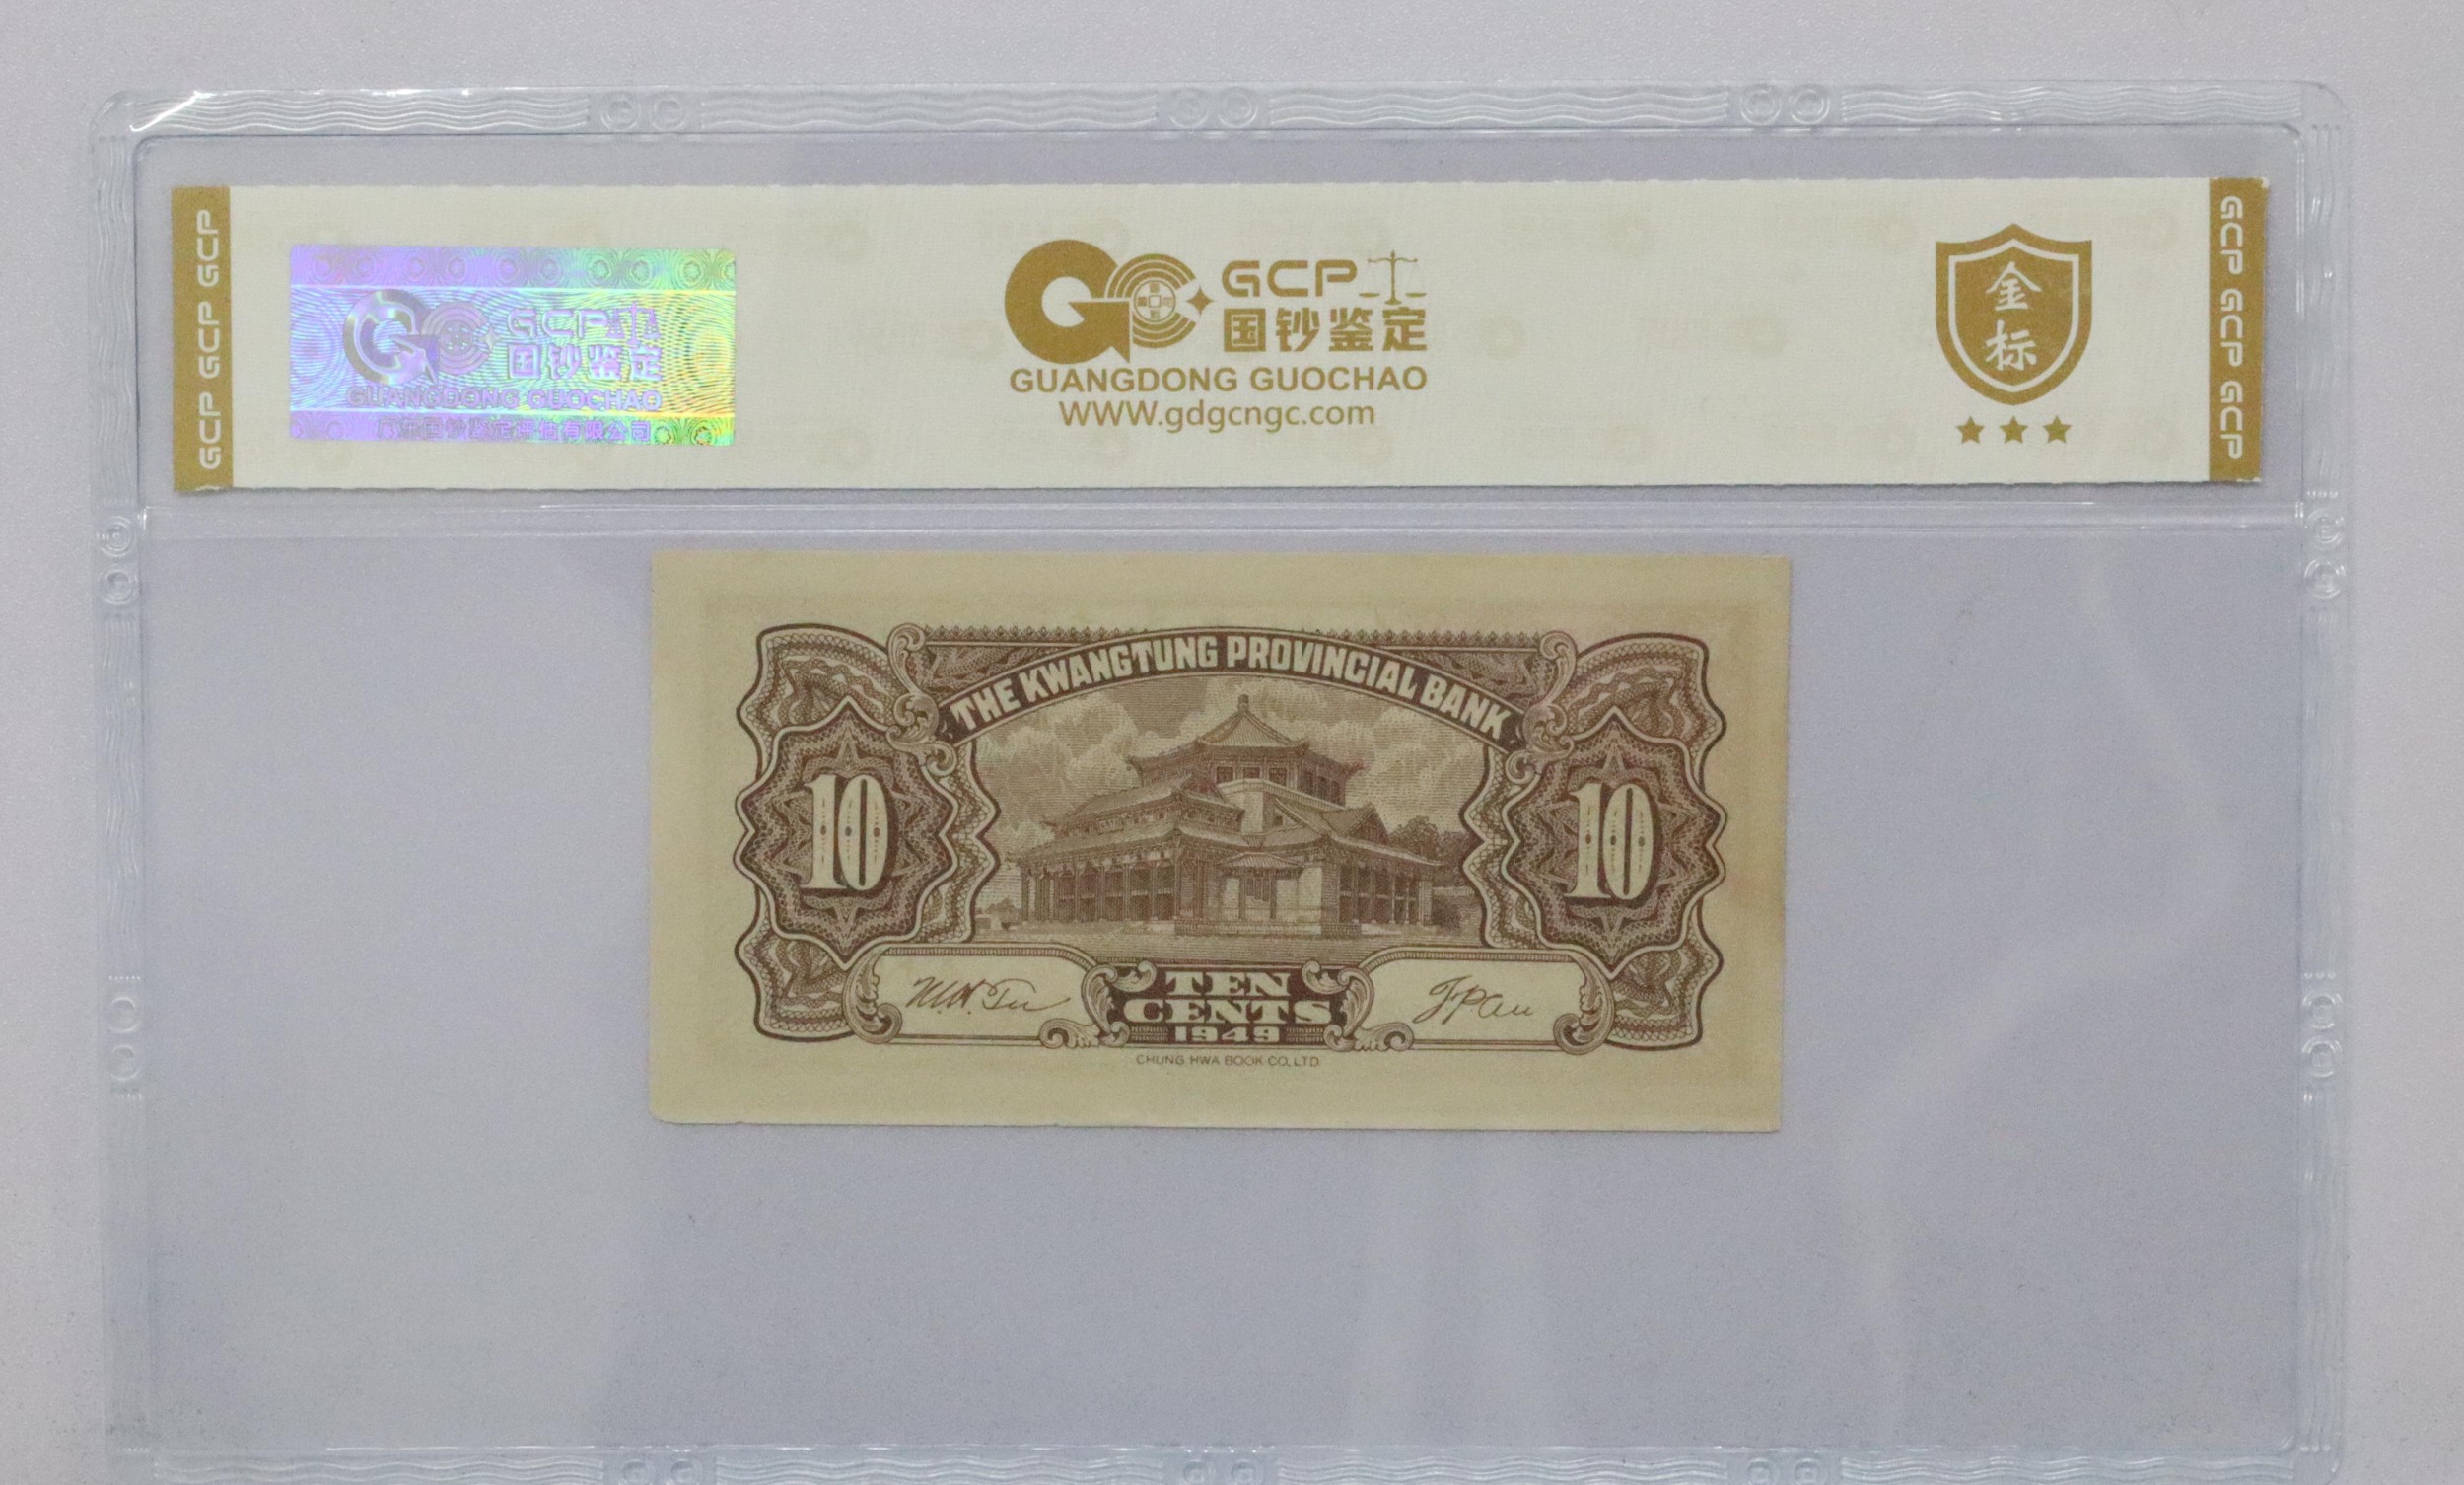 GCP GCP GCP
GCP
国钞鉴定
GUANGDONG GUOCHAO
广东国钞鉴定评估有限公司
GCP
国钞鉴定
GUANGDONG GUOCHAO
WWW.gdgcngc.com
金
标
GCP GCP GCP
THE KWANGTUNG PROVINCIAL BANK
10
10
TEN
CENTS
1949
CHUNG HWA BOOK CO., LTD.